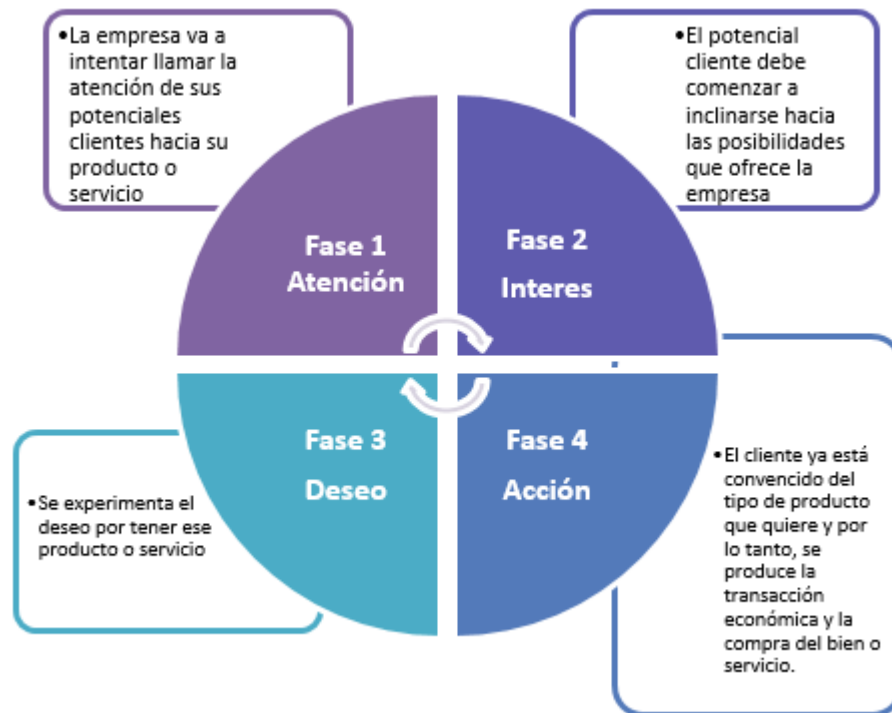 •La empresa va a
intentar llamar la
atención de sus
potenciales
clientes hacia su
producto o
servicio
•El potencial
cliente debe
comenzar a
inclinarse hacia
las posibilidades
que ofrece la
empresa
Fase 1
Atención
Fase 2
Interes
Fase 3
Deseo
Fase 4
Acción
•Se experimenta el
deseo por tener ese
producto o servicio
•El cliente ya está
convencido del
tipo de producto
que quiere y por
lo tanto, se
produce la
transacción
económica y la
compra del bien o
servicio.